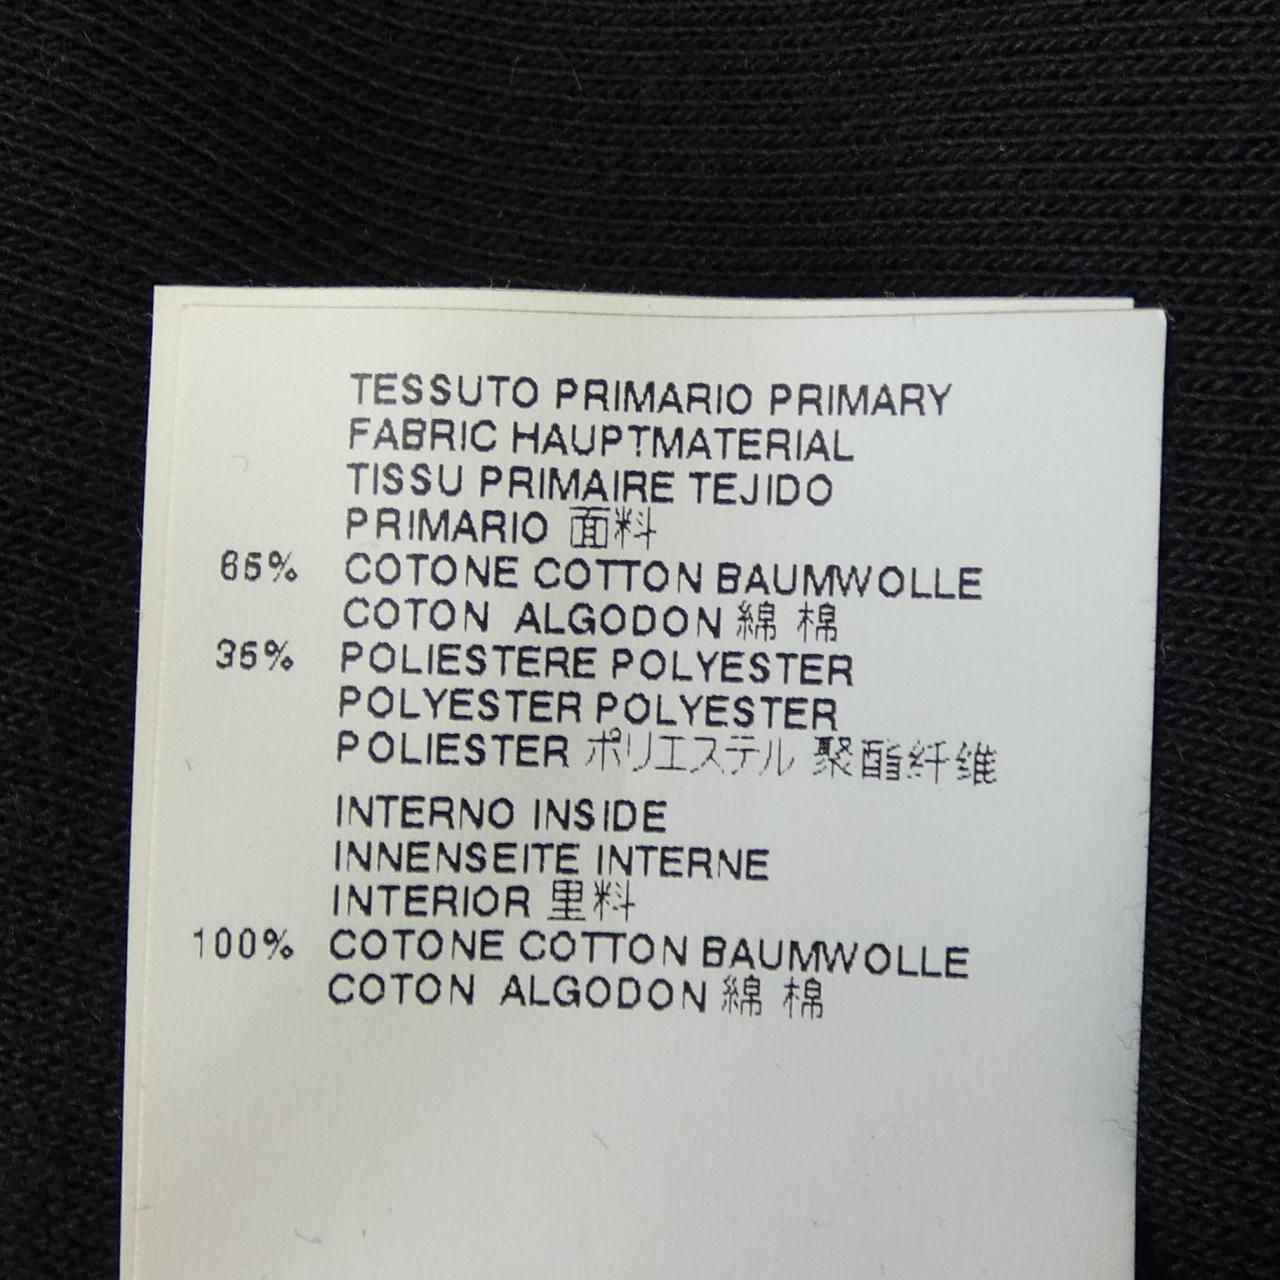 TESSUTO PRIMARIO PRIMARY
FABRIC HAUPTMATERIAL
TISSU PRIMAIRE TEJIDO
PRIMARIO 面料
65% COTONE COTTON BAUMWOLLE
COTON ALGODON 綿 棉
35% POLIESTERE POLYESTER
POLYESTER POLYESTER
POLIESTER ポリエステル 聚酯纤维
INTERNO INSIDE
INNENSEITE INTERNE
INTERIOR 里料
100% COTONE COTTON BAUMWOLLE
COTON ALGODON 綿 棉